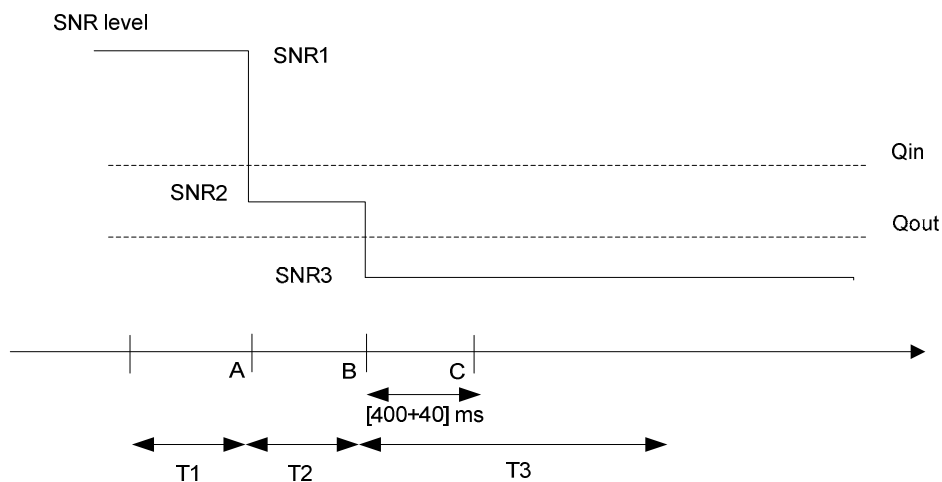 SNR level
SNR1
Qin
SNR2
Qout
SNR3
A
B
C
[400+40] ms
T1
T2
T3